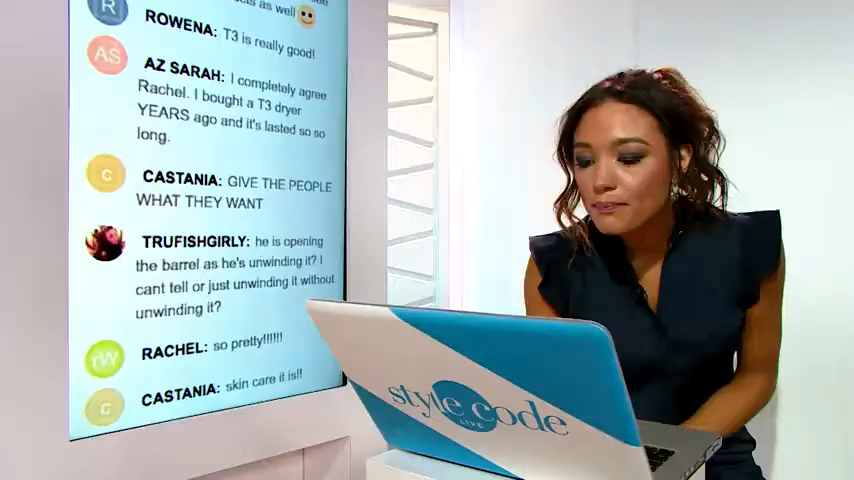 as well
R
ROWENA: T3 is really good!
AS
AZ SARAH: I completely agree
Rachel. I bought a T3 dryer
YEARS ago and it's lasted so so
long.
C
CASTANIA: GIVE THE PEOPLE
WHAT THEY WANT
TRUFISHGIRLY: he is opening
the barrel as he's unwinding it? I
cant tell or just unwinding it without
unwinding it?
rW
RACHEL: so pretty!!!!!!
C
CASTANIA: skin care it is!!
style code
LIVE